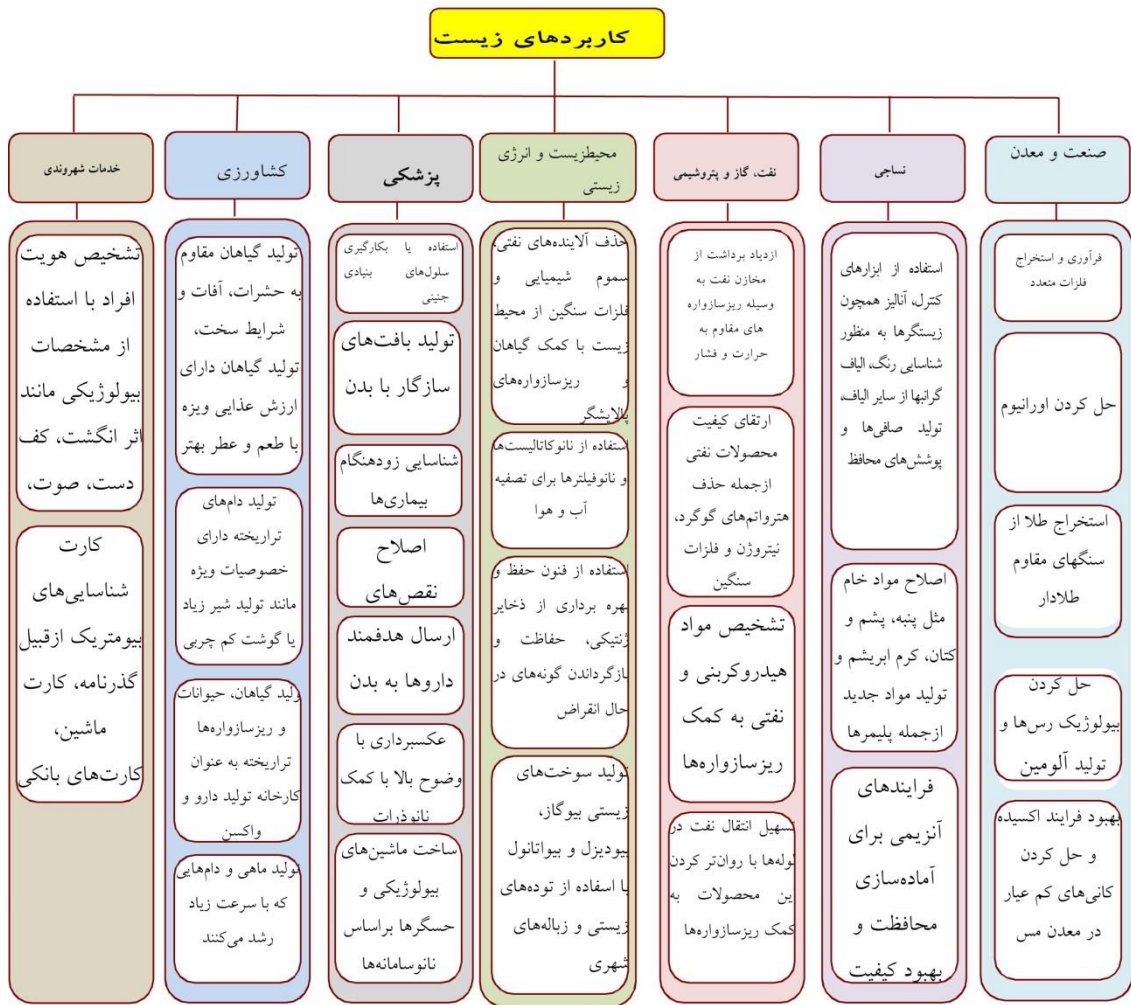 کاربردهای زیست
صنعت و معدن
فرآوری و استخراج
فلزات متعدد
حل کردن اورانیوم
استخراج طلا از
سنگهای مقاوم
طلادار
حل کردن
بیولوژیک رس‌ها و
تولید آلومین
بهبود فرایند اکسیده
و حل کردن
کانی‌های کم عیار
در معدن مس
نساجی
استفاده از ابزارهای
کنترل، آنالیز همچون
زیستگرها به منظور
شناسایی رنگ، الیاف
گرانبها از سایر الیاف،
تولید صافی‌ها و
پوشش‌های محافظ
اصلاح مواد خام
مثل پنبه، پشم و
کتان، کرم ابریشم و
تولید مواد جدید
ازجمله پلیمرها
فرایندهای
آنزیمی برای
آماده‌سازی
محافظت و
بهبود کیفیت
نفت، گاز و پتروشیمی
ازدیاد برداشت از
مخازن نفت به
وسیله ریزسازواره
های مقاوم به
حرارت و فشار
ارتقای کیفیت
محصولات نفتی
ازجمله حذف
هترواتم‌های گوگرد،
نیتروژن و فلزات
سنگین
تشخیص مواد
هیدروکربنی و
نفتی به کمک
ریزسازواره‌ها
تسهیل انتقال نفت در
لوله‌ها با روان‌تر کردن
این محصولات به
کمک ریزسازواره‌ها
محیطزیست و انرژی
زیستی
حذف آلاینده‌های نفتی،
سموم شیمیایی و
فلزات سنگین از محیط
زیست با کمک گیاهان
و ریزسازواره‌های
پالایشگر
استفاده از نانوکاتالیست‌ها
و نانوفیلترها برای تصفیه
آب و هوا
استفاده از فنون حفظ و
بهره برداری از ذخایر
ژنتیکی، حفاظت و
بازگرداندن گونه‌های در
حال انقراض
تولید سوخت‌های
زیستی بیوگاز،
بیودیزل و بیواتانول
با اسفاده از توده‌های
زیستی و زباله‌های
شهری
پزشکی
استفاده یا بکارگیری
سلول‌های بنیادی
جنینی
تولید بافت‌های
سازگار با بدن
شناسایی زودهنگام
بیماری‌ها
اصلاح
نقص‌های
ارسال هدفمند
داروها به بدن
عکسبرداری با
وضوح بالا با کمک
نانوذرات
ساخت ماشین‌های
بیولوژیکی و
حسگرها براساس
نانوسامانه‌ها
کشاورزی
تولید گیاهان مقاوم
به حشرات، آفات و
شرایط سخت،
تولید گیاهان دارای
ارزش عذایی ویزه
با طعم و عطر بهتر
تولید دام‌های
تراریخته دارای
خصوصیات ویژه
مانند تولید شیر زیاد
یا گوشت کم چربی
تولید گیاهان، حیوانات
و ریزسازواره‌ها
تراریخته به عنوان
کارخانه تولید دارو و
واکسن
تولید ماهی و دام‌هایی
که با سرعت زیاد
رشد می‌کنند
خدمات شهروندی
تشخیص هویت
افراد با استفاده
از مشخصات
بیولوژیکی مانند
اثر انگشت، کف
دست، صوت،
کارت
شناسایی‌های
بیومتریک ازقبیل
گذرنامه، کارت
ماشین،
کارت‌های بانکی